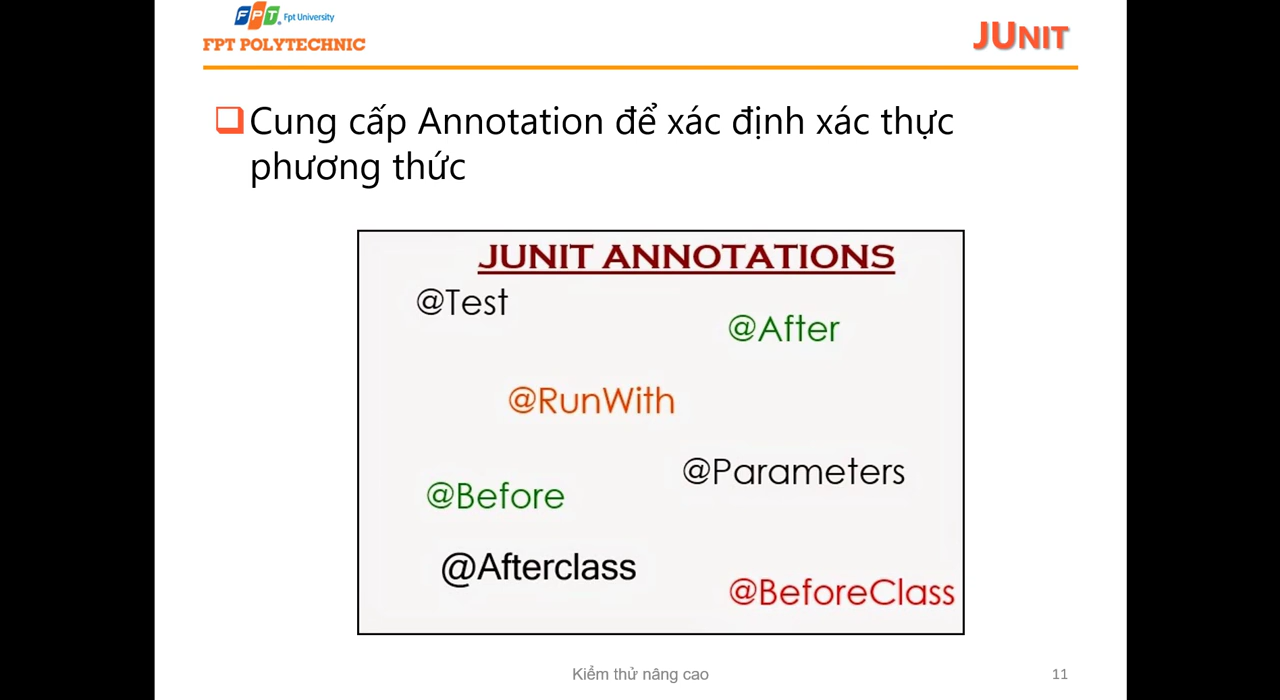 FPT. Fpt University
FPT POLYTECHNIC
JUNIT
Cung cấp Annotation để xác định xác thực
phương thức
JUNIT ANNOTATIONS
@Test
@After
@RunWith
@Parameters
@Before
@Afterclass
@BeforeClass
Kiểm thử nâng cao
11